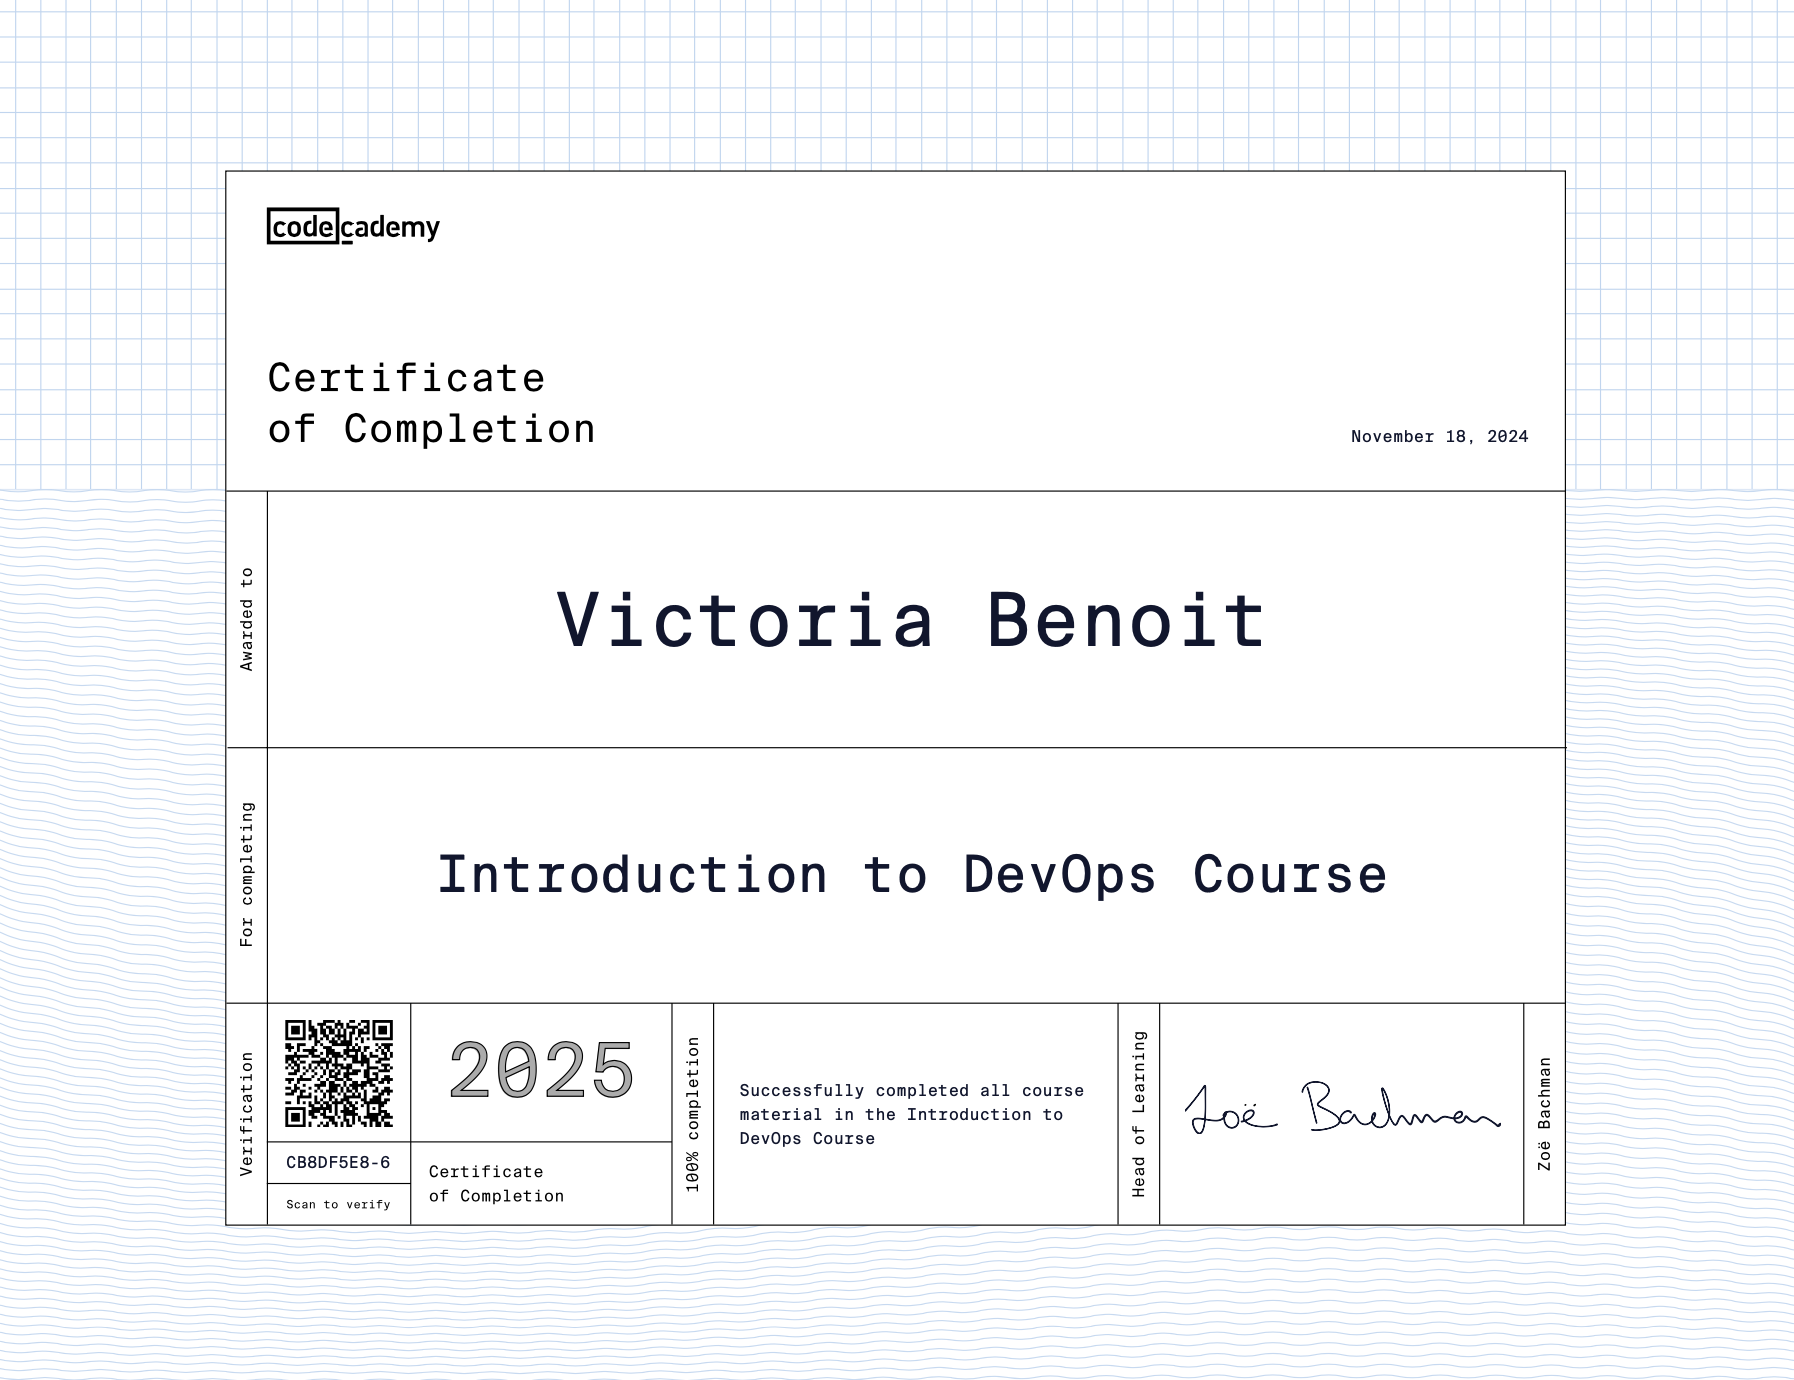 codecademy
Certificate
of Completion
November 18, 2024
Awarded to
Victoria Benoit
For completing
Introduction to DevOps Course
Verification
CB8DF5E8-6
Scan to verify
2025
Certificate
of Completion
100% completion
Successfully completed all course
material in the Introduction to
DevOps Course
Head of Learning
Zoë Bachman
Zoë Bachman